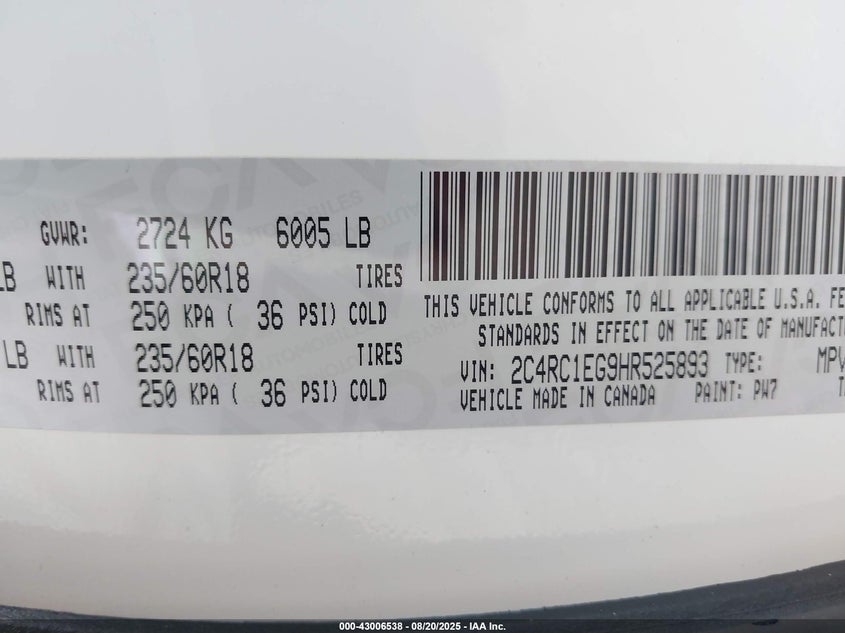 GVWR: 2724 KG 6005 LB
LB WITH 235/60R18 TIRES
RIMS AT 250 KPA ( 36 PSI) COLD
LB WITH 235/60R18 TIRES
RIMS AT 250 KPA ( 36 PSI) COLD
THIS VEHICLE CONFORMS TO ALL APPLICABLE U.S.A. FE
STANDARDS IN EFFECT ON THE DATE OF MANUFACT
VIN: 2C4RC1EG9HR525893 TYPE: MPV
VEHICLE MADE IN CANADA PAINT: PW7
000-43006538 - 08/20/2025 - IAA Inc.